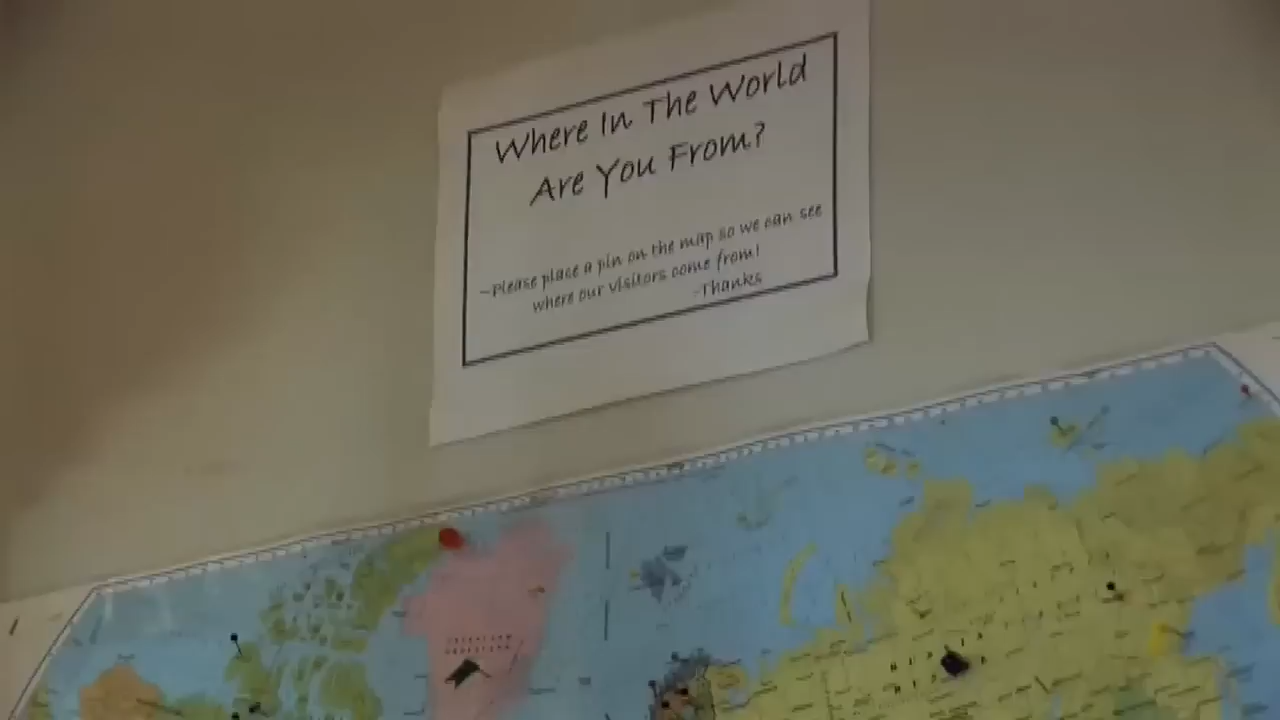 Where In The World
Are You From?
~Please place a pin on the map so we can see
where our visitors come from!
-Thanks